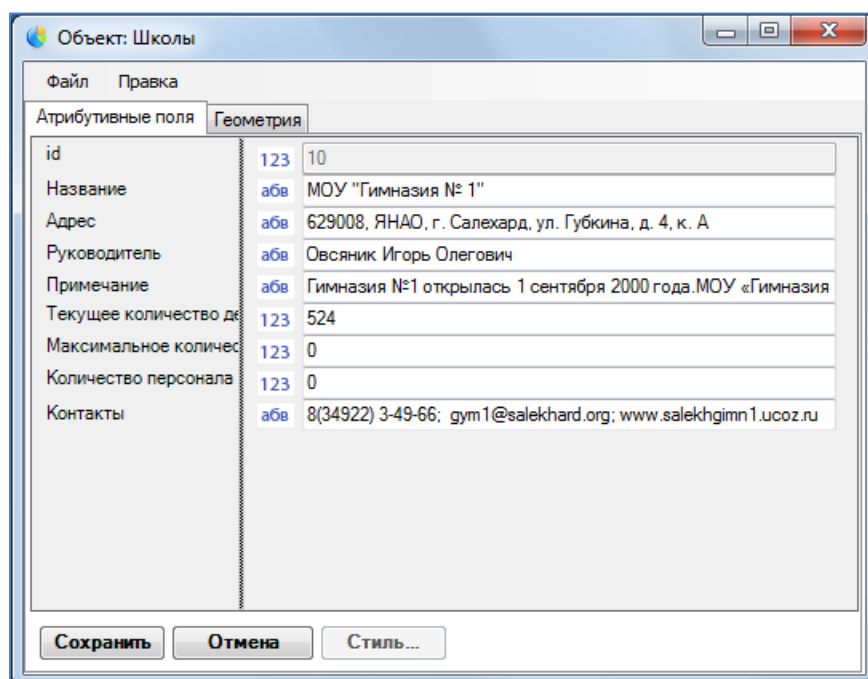 Объект: Школы
Файл Правка
Атрибутивные поля Геометрия
id 123 10
Название абв МОУ "Гимназия № 1"
Адрес абв 629008, ЯНАО, г. Салехард, ул. Губкина, д. 4, к. А
Руководитель абв Овсяник Игорь Олегович
Примечание абв Гимназия №1 открылась 1 сентября 2000 года.МОУ «Гимназия
Текущее количество де 123 524
Максимальное количес 123 0
Количество персонала 123 0
Контакты абв 8(34922) 3-49-66; gym1@salekhard.org; www.salekhgimn1.ucoz.ru
Сохранить Отмена Стиль...